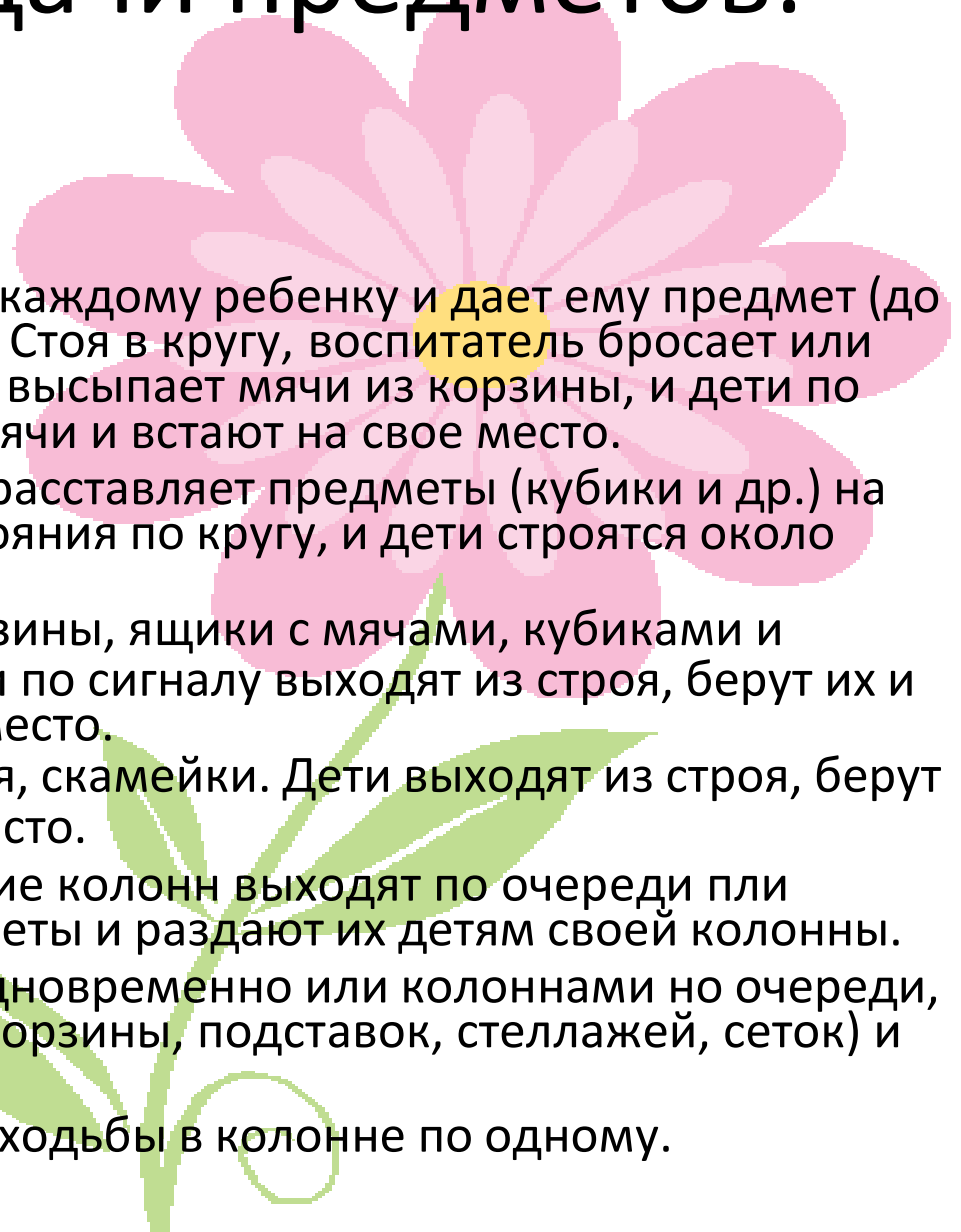 дачи предметов.
каждому ребенку и дает ему предмет (до
Стоя в кругу, воспитатель бросает или
высыпает мячи из корзины, и дети по
ячи и встают на свое место.
расставляет предметы (кубики и др.) на
ояния по кругу, и дети строятся около
зины, ящики с мячами, кубиками и
и по сигналу выходят из строя, берут их и
место.
я, скамейки. Дети выходят из строя, берут
сто.
ие колонн выходят по очереди пли
еты и раздают их детям своей колонны.
дновременно или колоннами но очереди,
орзины, подставок, стеллажей, сеток) и
ходьбы в колонне по одному.